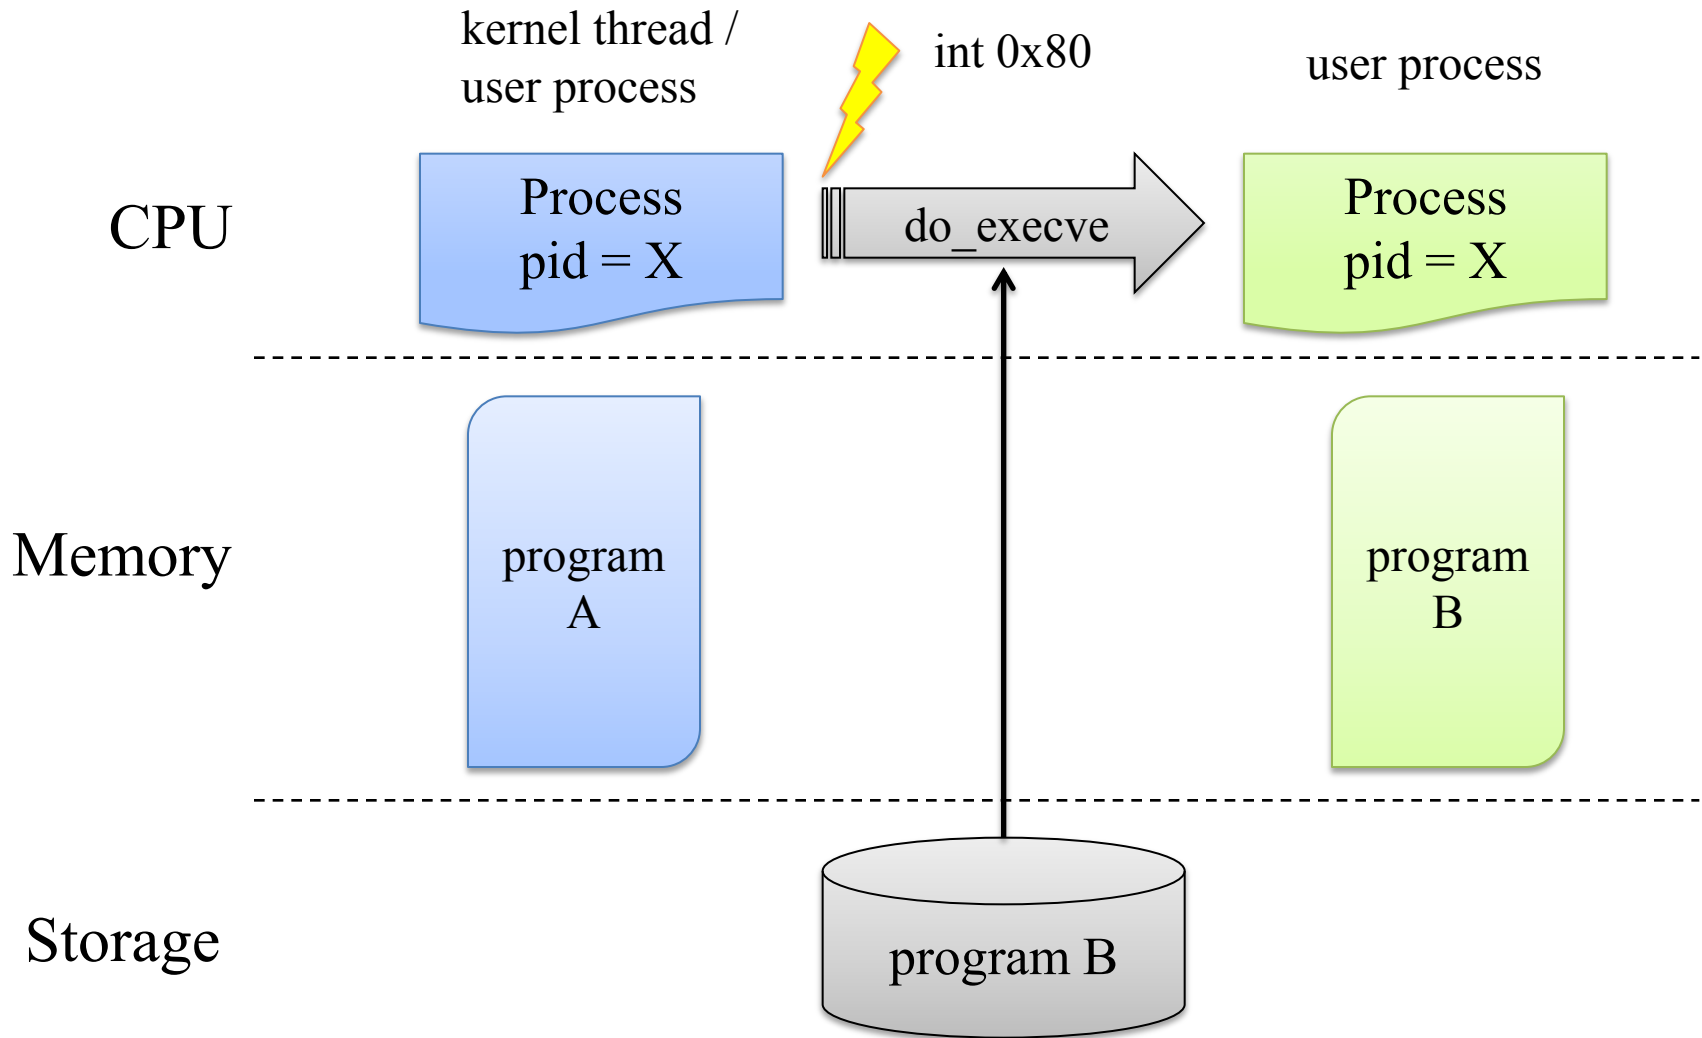 kernel thread /
user process
int 0x80
user process
CPU
Process
pid = X
do_execve
Process
pid = X
Memory
program
A
program
B
Storage
program B